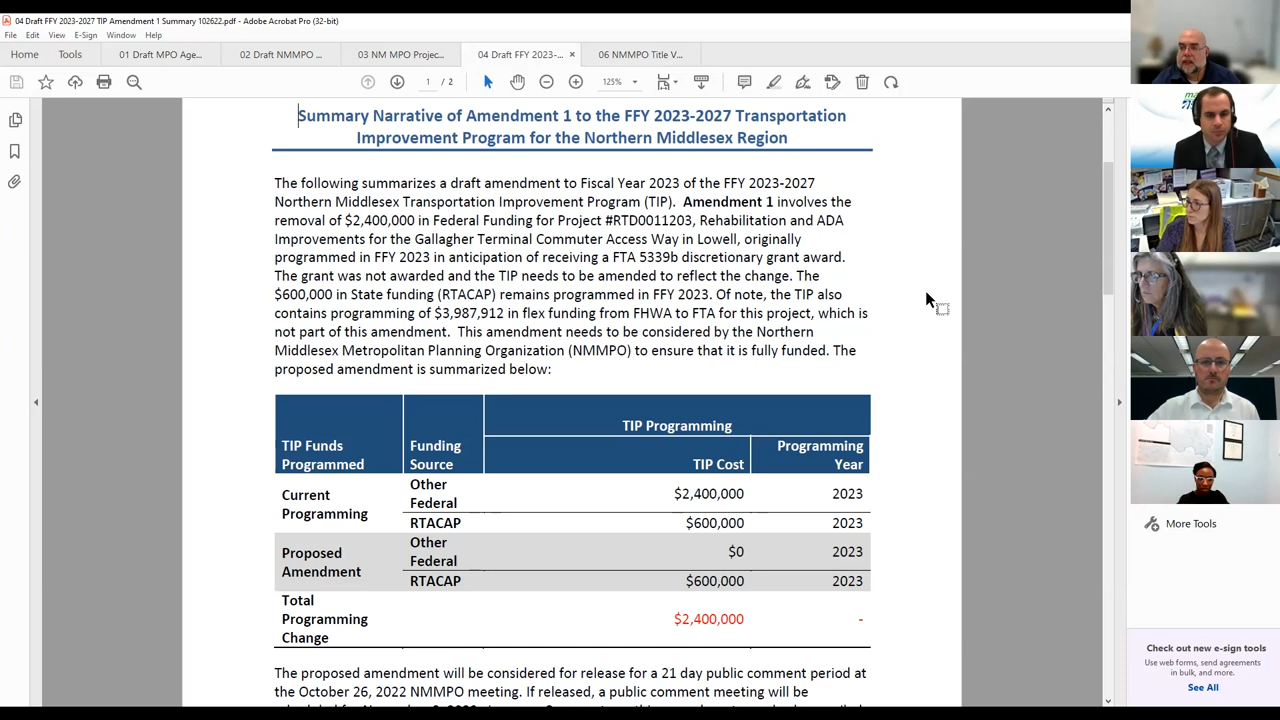 04 Draft FFY 2023-2027 TIP Amendment 1 Summary 102622.pdf - Adobe Acrobat Pro (32-bit)
File Edit View E-Sign Window Help
Home Tools 01 Draft MPO Age... 02 Draft NMMPO ... 03 NM MPO Projec... 04 Draft FFY 2023-... × 06 NMMPO Title V...
1 / 2 125%
Summary Narrative of Amendment 1 to the FFY 2023-2027 Transportation
Improvement Program for the Northern Middlesex Region
The following summarizes a draft amendment to Fiscal Year 2023 of the FFY 2023-2027
Northern Middlesex Transportation Improvement Program (TIP). Amendment 1 involves the
removal of $2,400,000 in Federal Funding for Project #RTD0011203, Rehabilitation and ADA
Improvements for the Gallagher Terminal Commuter Access Way in Lowell, originally
programmed in FFY 2023 in anticipation of receiving a FTA 5339b discretionary grant award.
The grant was not awarded and the TIP needs to be amended to reflect the change. The
$600,000 in State funding (RTACAP) remains programmed in FFY 2023. Of note, the TIP also
contains programming of $3,987,912 in flex funding from FHWA to FTA for this project, which is
not part of this amendment. This amendment needs to be considered by the Northern
Middlesex Metropolitan Planning Organization (NMMPO) to ensure that it is fully funded. The
proposed amendment is summarized below:
TIP Programming
TIP Funds Programmed
Funding Source
TIP Cost
Programming Year
Current Programming
Other Federal $2,400,000 2023
RTACAP $600,000 2023
Proposed Amendment
Other Federal $0 2023
RTACAP $600,000 2023
Total Programming Change
$2,400,000 -
The proposed amendment will be considered for release for a 21 day public comment period at
the October 26, 2022 NMMPO meeting. If released, a public comment meeting will be
More Tools
Check out new e-sign tools
Use web forms, send agreements
in bulk, and more.
See All